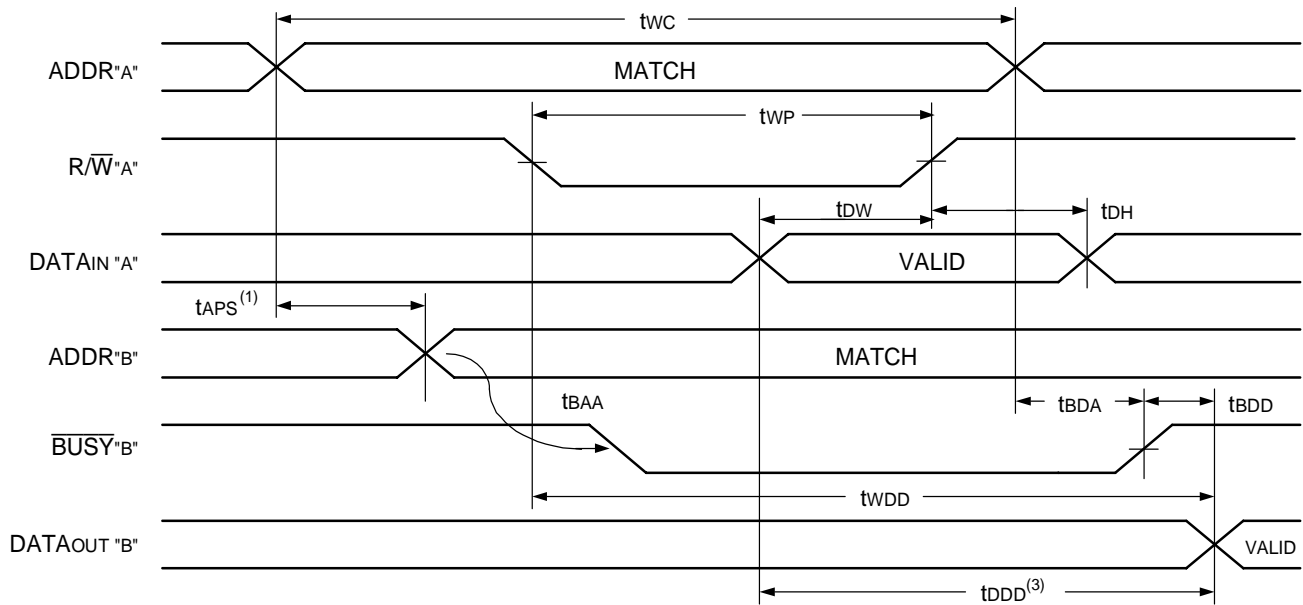 tWC
ADDR"A"
MATCH
tWP
R/W̅"A"
tDW
tDH
DATAIN "A"
VALID
tAPS(1)
ADDR"B"
MATCH
tBAA
tBDA
tBDD
B̅U̅S̅Y̅"B"
tWDD
DATAOUT "B"
VALID
tDDD(3)